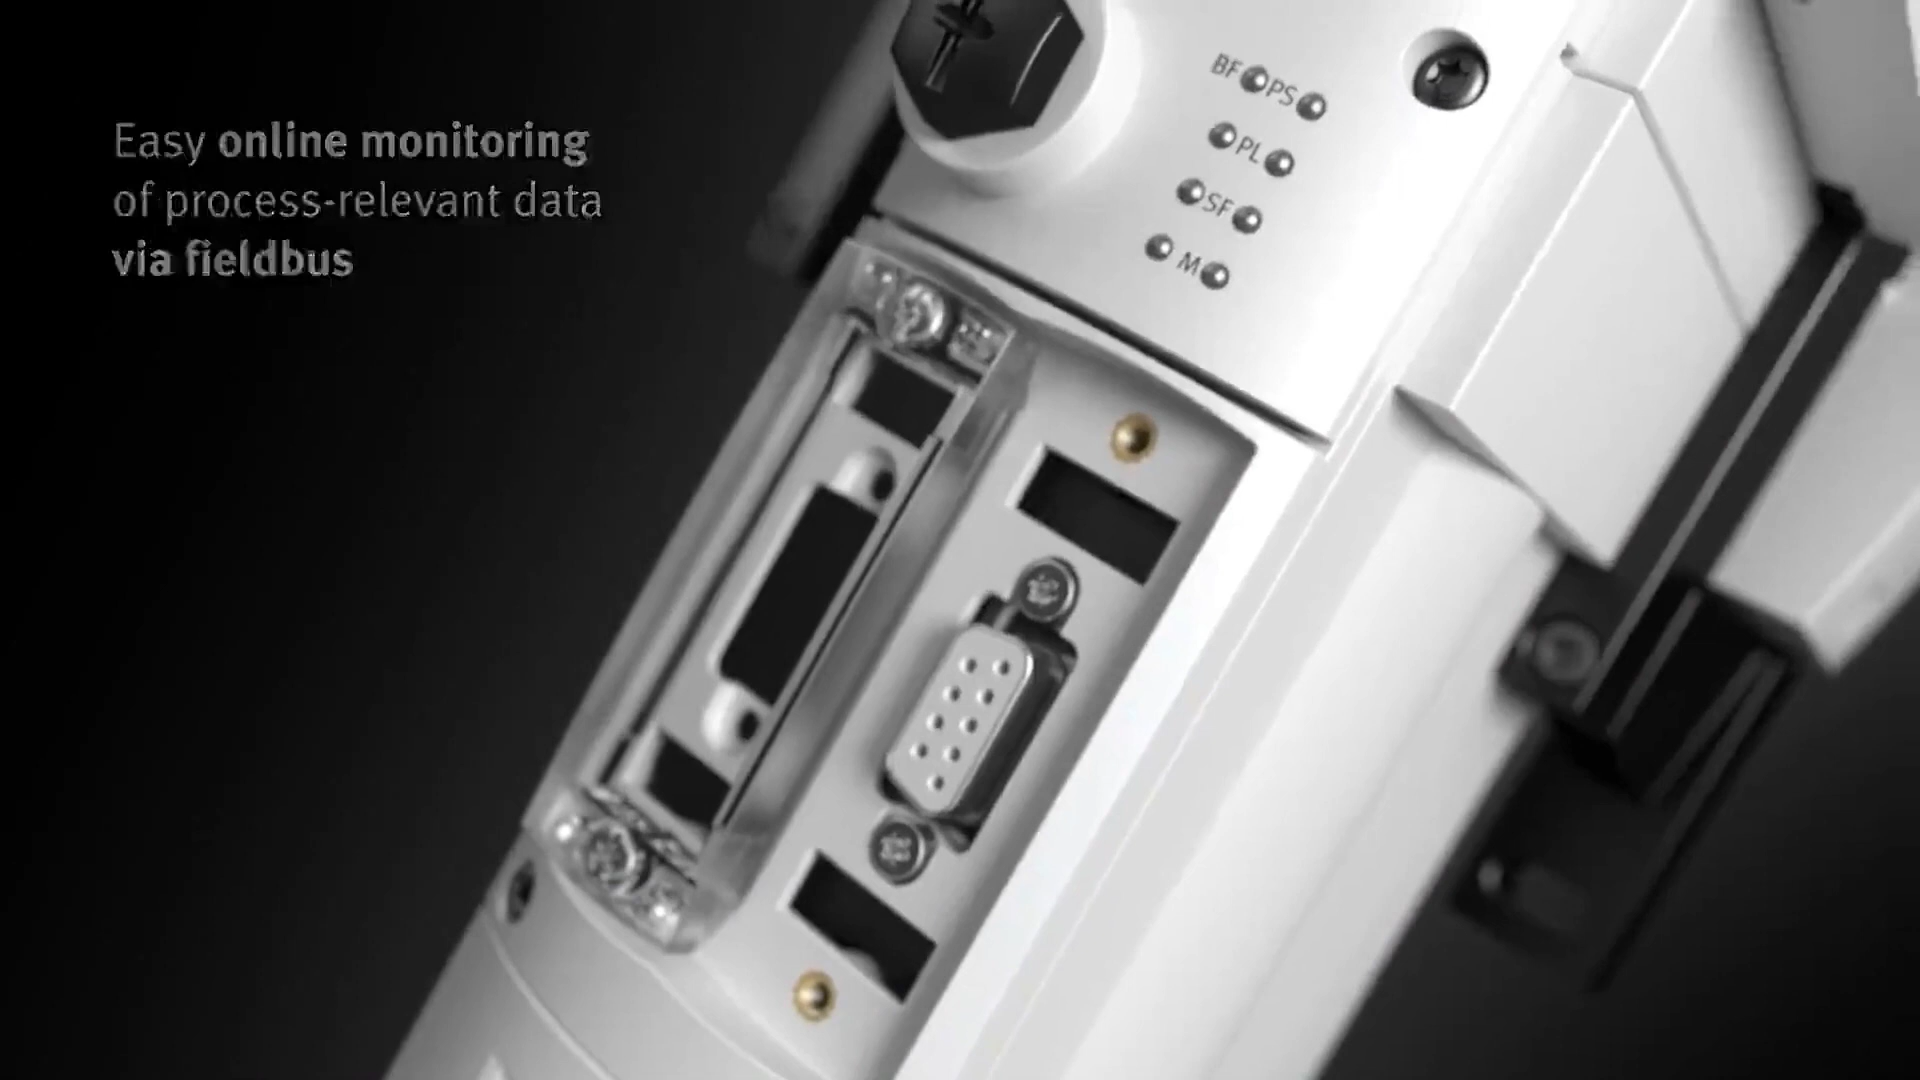 Easy online monitoring
of process-relevant data
via fieldbus
BF PS
PL
SF
M